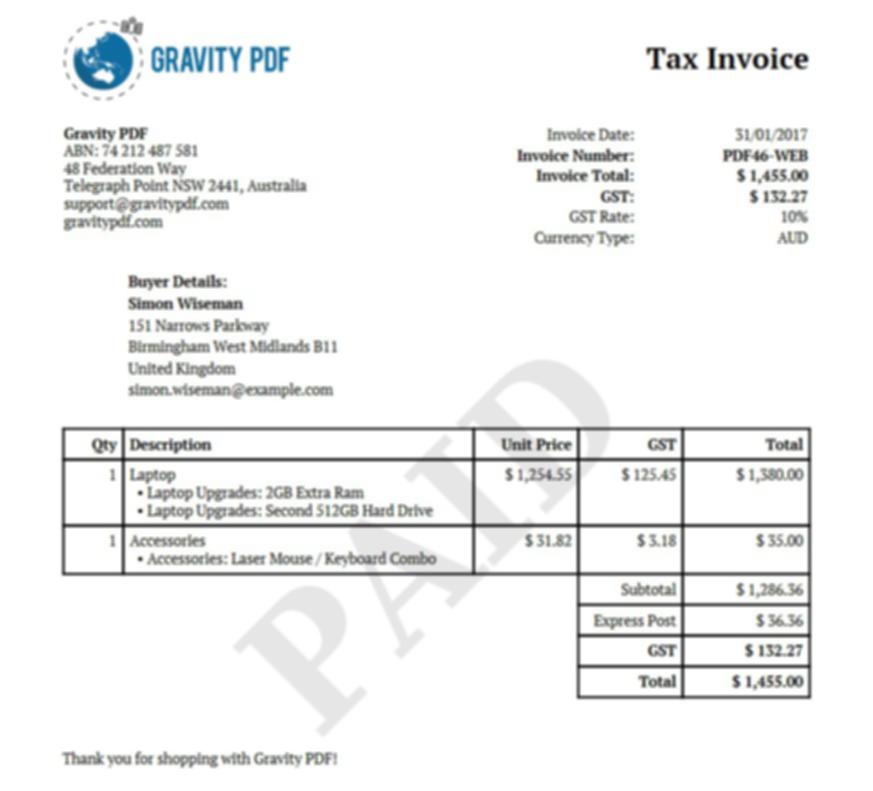 GRAVITY PDF
Tax Invoice
Gravity PDF
ABN: 74 212 487 581
48 Federation Way
Telegraph Point NSW 2441, Australia
support@gravitypdf.com
gravitypdf.com
Invoice Date: 31/01/2017
Invoice Number: PDF46-WEB
Invoice Total: $ 1,455.00
GST: $ 132.27
GST Rate: 10%
Currency Type: AUD
Buyer Details:
Simon Wiseman
151 Narrows Parkway
Birmingham West Midlands B11
United Kingdom
simon.wiseman@example.com
PAID
Qty Description Unit Price GST Total
1 Laptop $ 1,254.55 $ 125.45 $ 1,380.00
• Laptop Upgrades: 2GB Extra Ram
• Laptop Upgrades: Second 512GB Hard Drive
1 Accessories $ 31.82 $ 3.18 $ 35.00
• Accessories: Laser Mouse / Keyboard Combo
Subtotal $ 1,286.36
Express Post $ 36.36
GST $ 132.27
Total $ 1,455.00
Thank you for shopping with Gravity PDF!